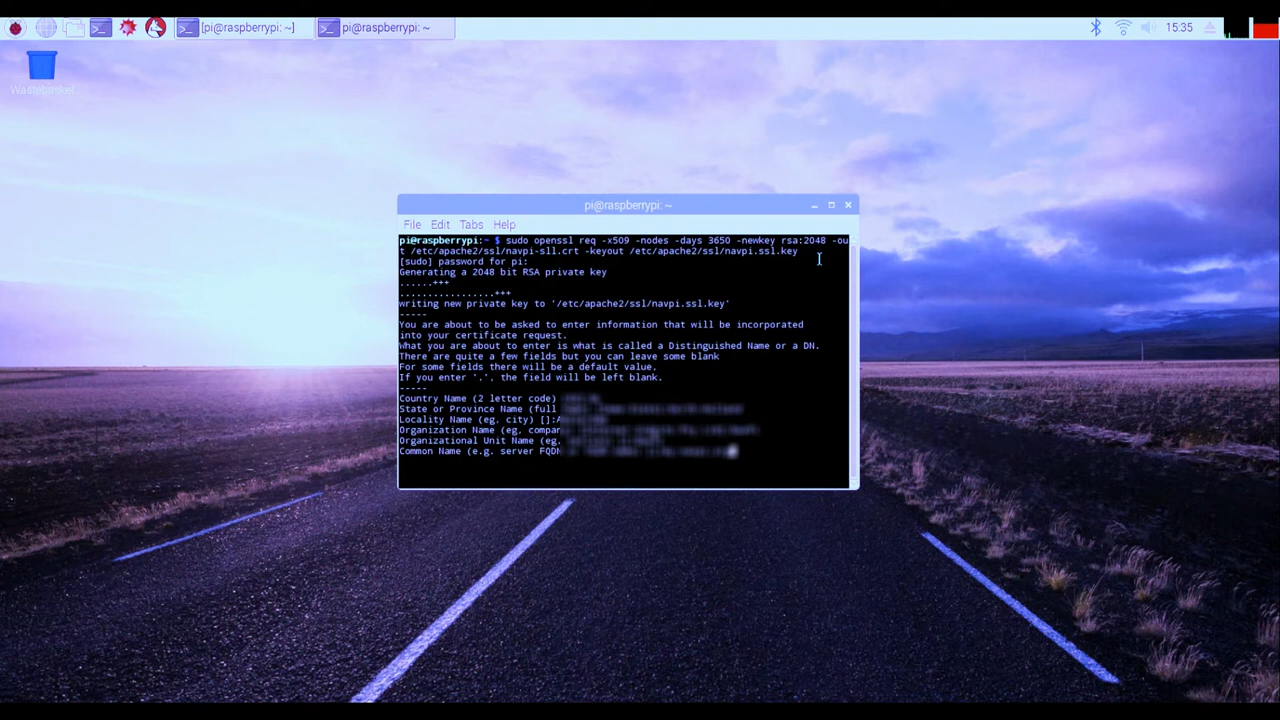 [pi@raspberrypi: ~]
pi@raspberrypi: ~
15:35
Wastebasket
pi@raspberrypi: ~
File Edit Tabs Help
pi@raspberrypi:~ $ sudo openssl req -x509 -nodes -days 3650 -newkey rsa:2048 -ou
t /etc/apache2/ssl/navpi-sll.crt -keyout /etc/apache2/ssl/navpi.ssl.key
[sudo] password for pi:
Generating a 2048 bit RSA private key
......+++
.................+++
writing new private key to '/etc/apache2/ssl/navpi.ssl.key'
-----
You are about to be asked to enter information that will be incorporated
into your certificate request.
What you are about to enter is what is called a Distinguished Name or a DN.
There are quite a few fields but you can leave some blank
For some fields there will be a default value,
If you enter '.', the field will be left blank.
-----
Country Name (2 letter code)
State or Province Name (full
Locality Name (eg, city) []:A
Organization Name (eg, compan
Organizational Unit Name (eg,
Common Name (e.g. server FQDN